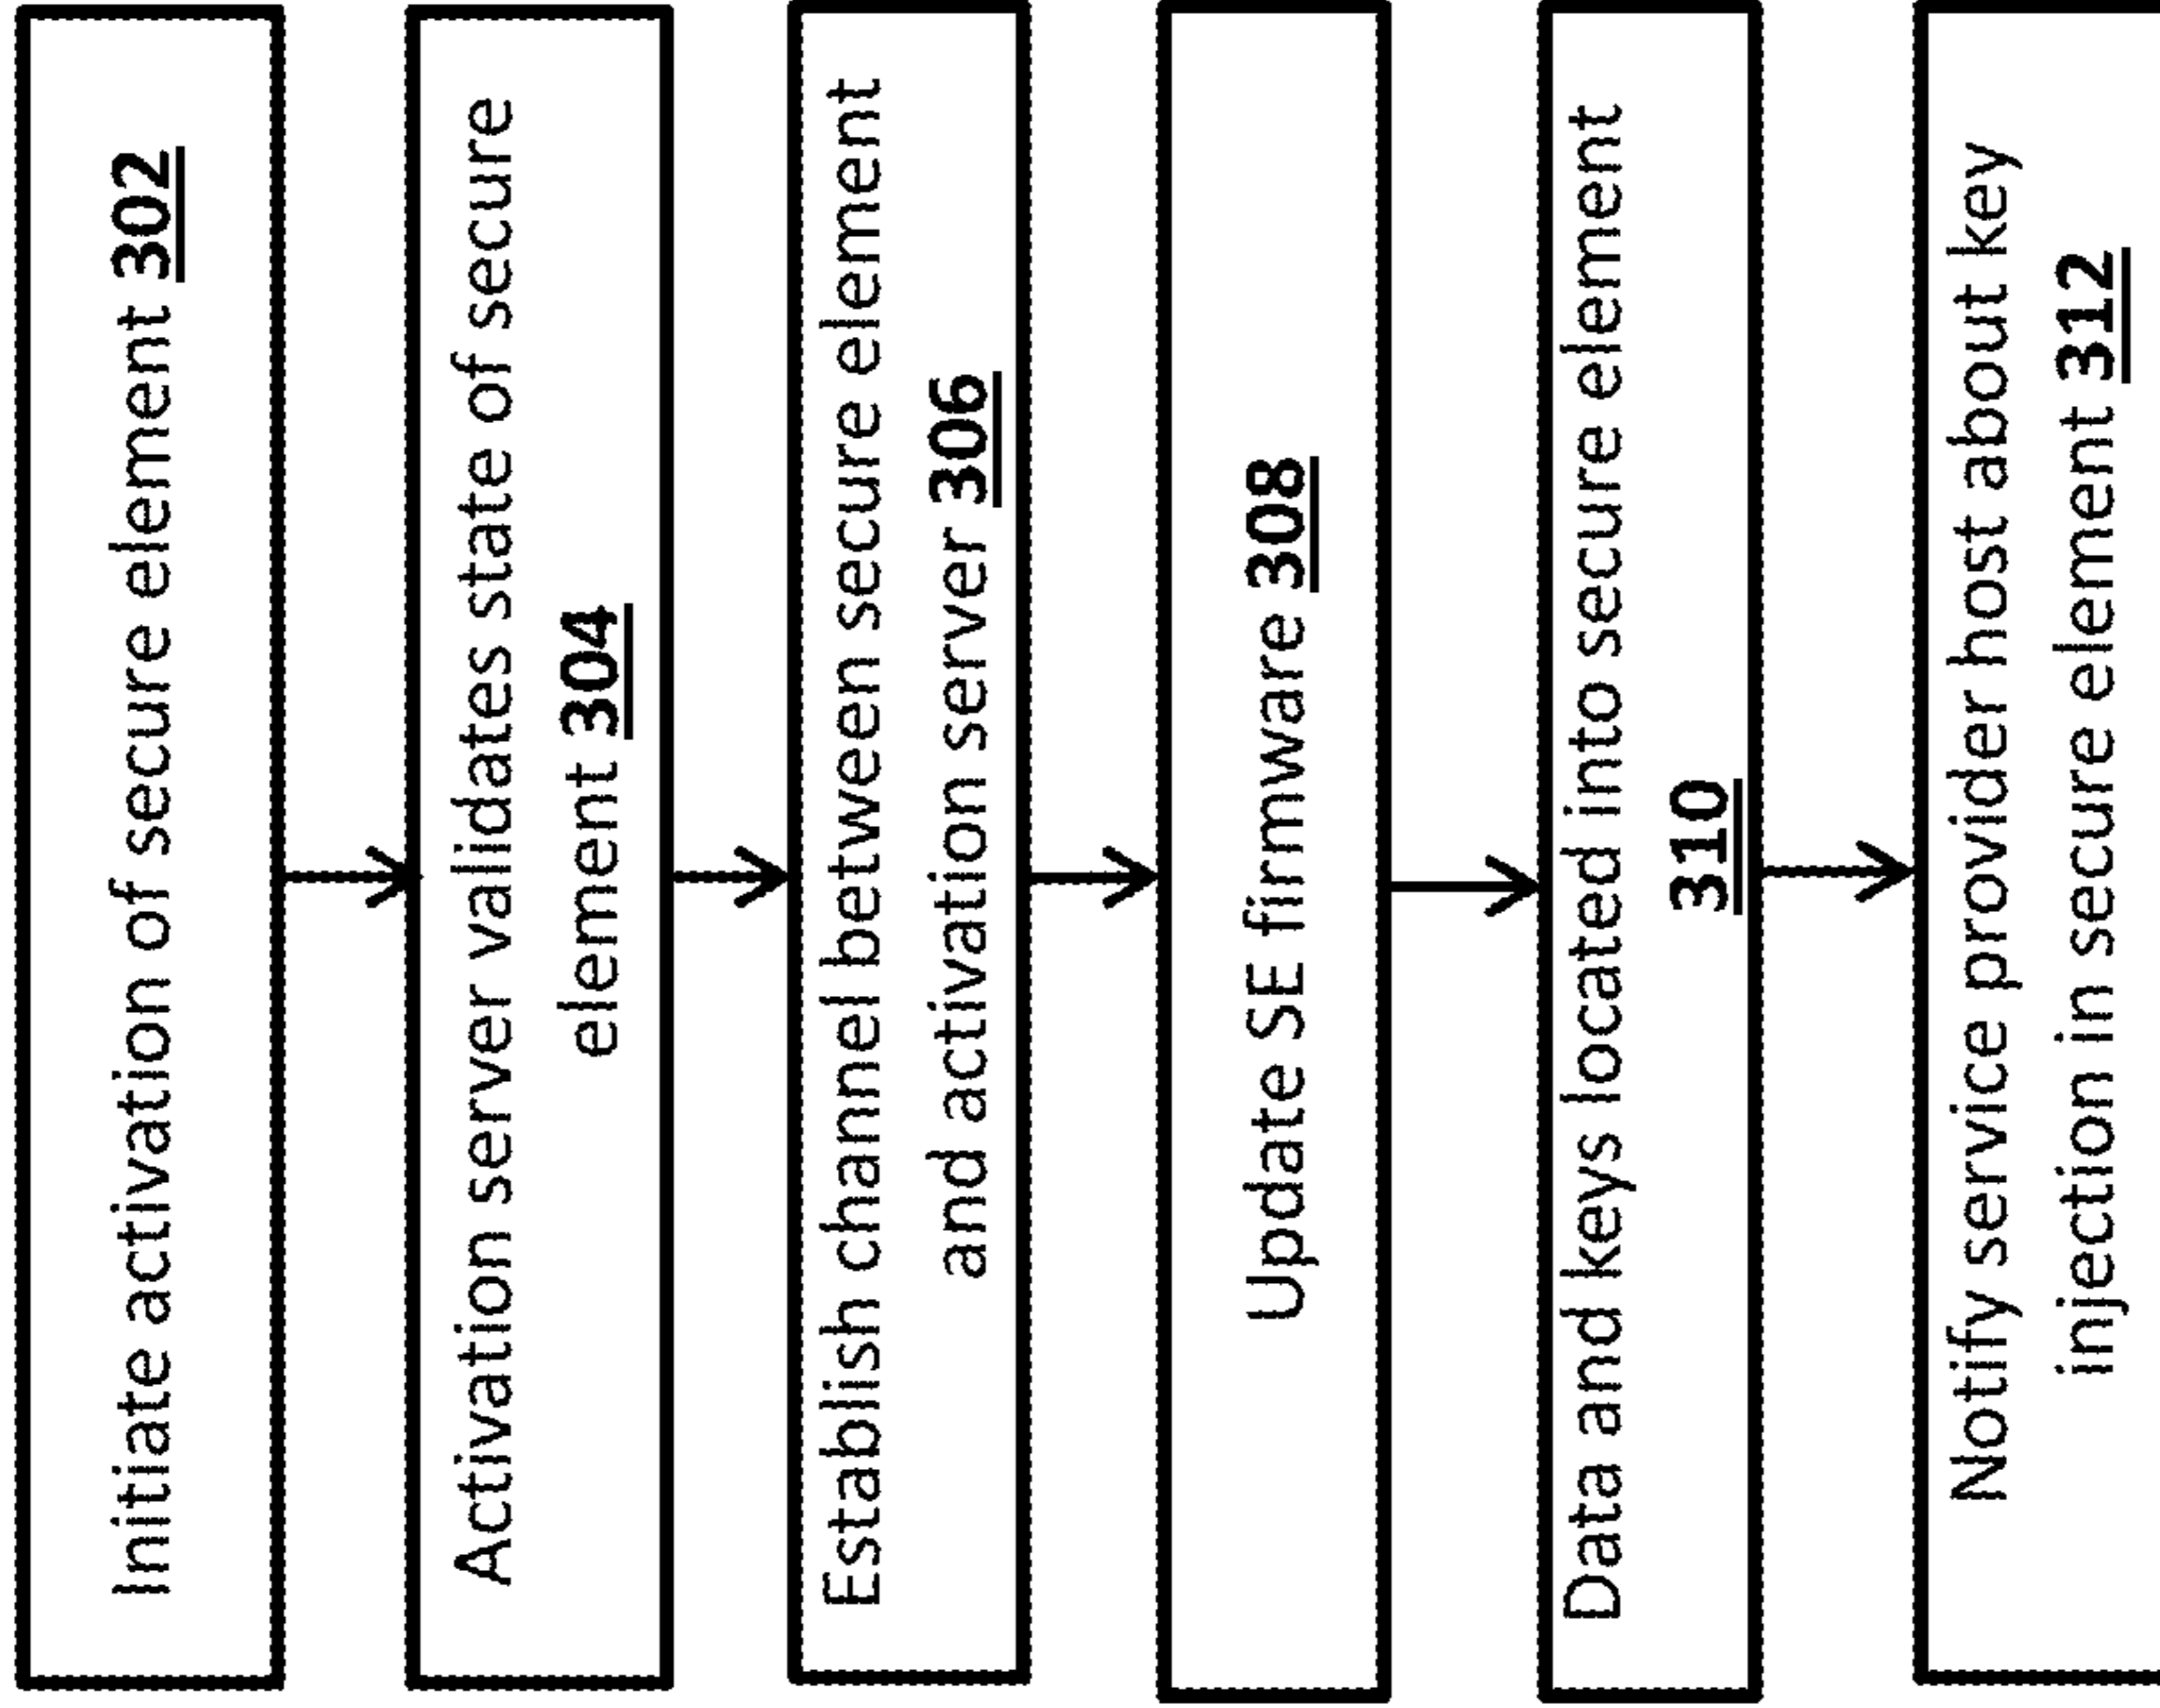 Initiate activation of secure element 302
Activation server validates state of secure
element 304
Establish channel between secure element
and activation server 306
Update SE firmware 308
Data and keys located into secure element
310
Notify service provider host about key
injection in secure element 312